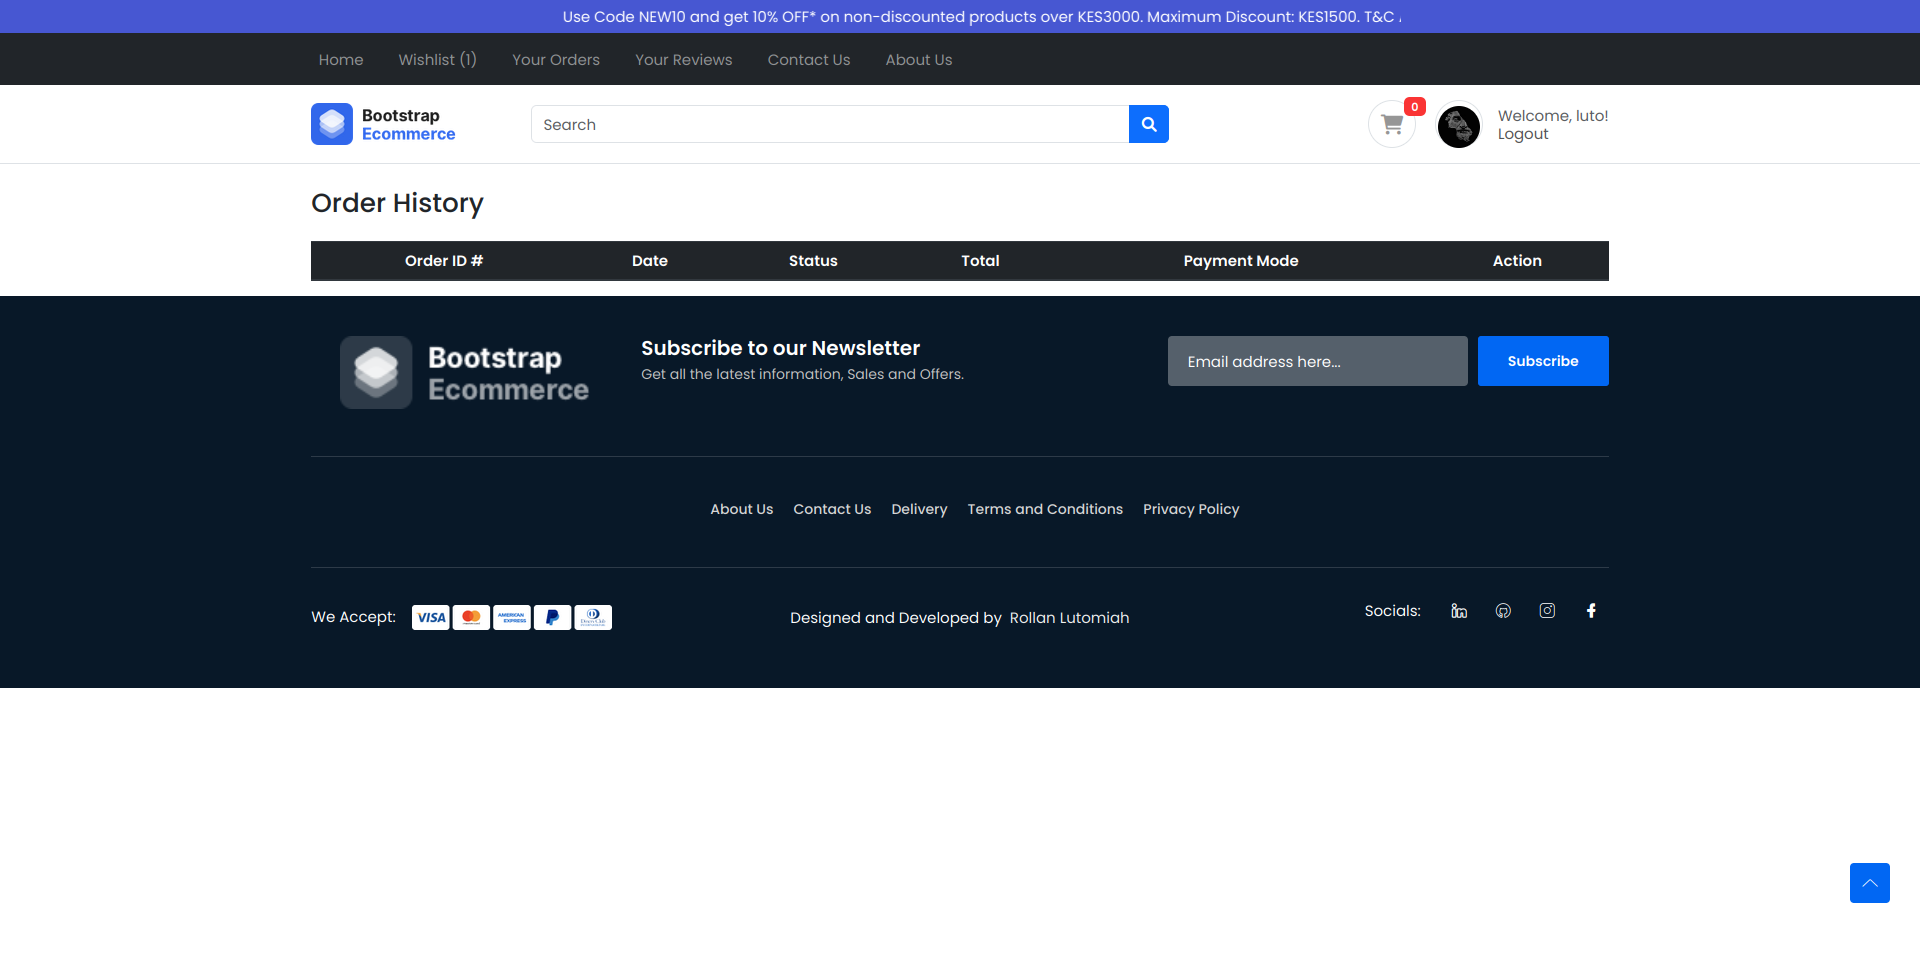 Use Code NEW10 and get 10% OFF* on non-discounted products over KES3000. Maximum Discount: KES1500. T&C
Home Wishlist (1) Your Orders Your Reviews Contact Us About Us
Bootstrap
Ecommerce
Search
0
Welcome, luto!
Logout
Order History
Order ID # Date Status Total Payment Mode Action
Bootstrap
Ecommerce
Subscribe to our Newsletter
Get all the latest information, Sales and Offers.
Email address here...
Subscribe
About Us Contact Us Delivery Terms and Conditions Privacy Policy
We Accept:
VISA
AMERICAN
EXPRESS
Designed and Developed by Rollan Lutomiah
Socials: